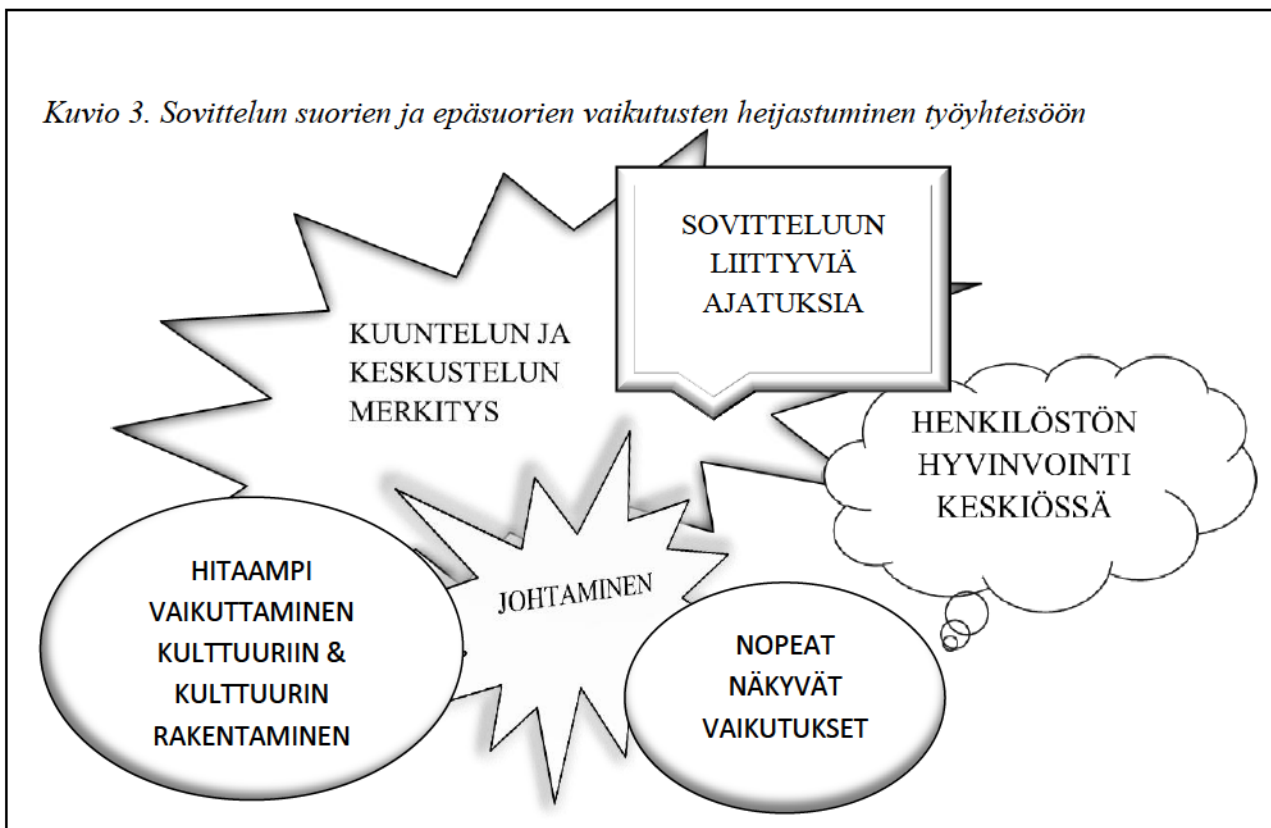 Kuvio 3. Sovittelun suorien ja epäsuorien vaikutusten heijastuminen työyhteisöön
SOVITTELUUN
LIITTYVIÄ
AJATUKSIA
KUUNTELUN JA
KESKUSTELUN
MERKITYS
HENKILÖSTÖN
HYVINVOINTI
KESKIÖSSÄ
JOHTAMINEN
HITAAMPI
VAIKUTTAMINEN
KULTTUURIIN &
KULTTUURIN
RAKENTAMINEN
NOPEAT
NÄKYVÄT
VAIKUTUKSET